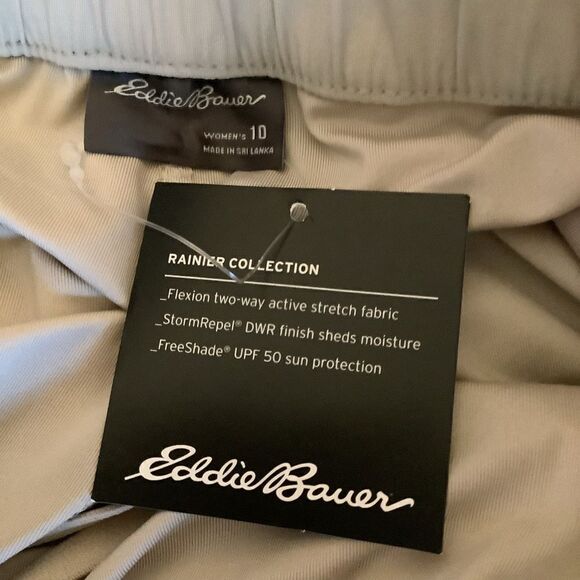 Eddie Bauer
WOMEN'S 10
MADE IN SRI LANKA
RAINIER COLLECTION
_Flexion two-way active stretch fabric
_StormRepel® DWR finish sheds moisture
_FreeShade® UPF 50 sun protection
Eddie Bauer